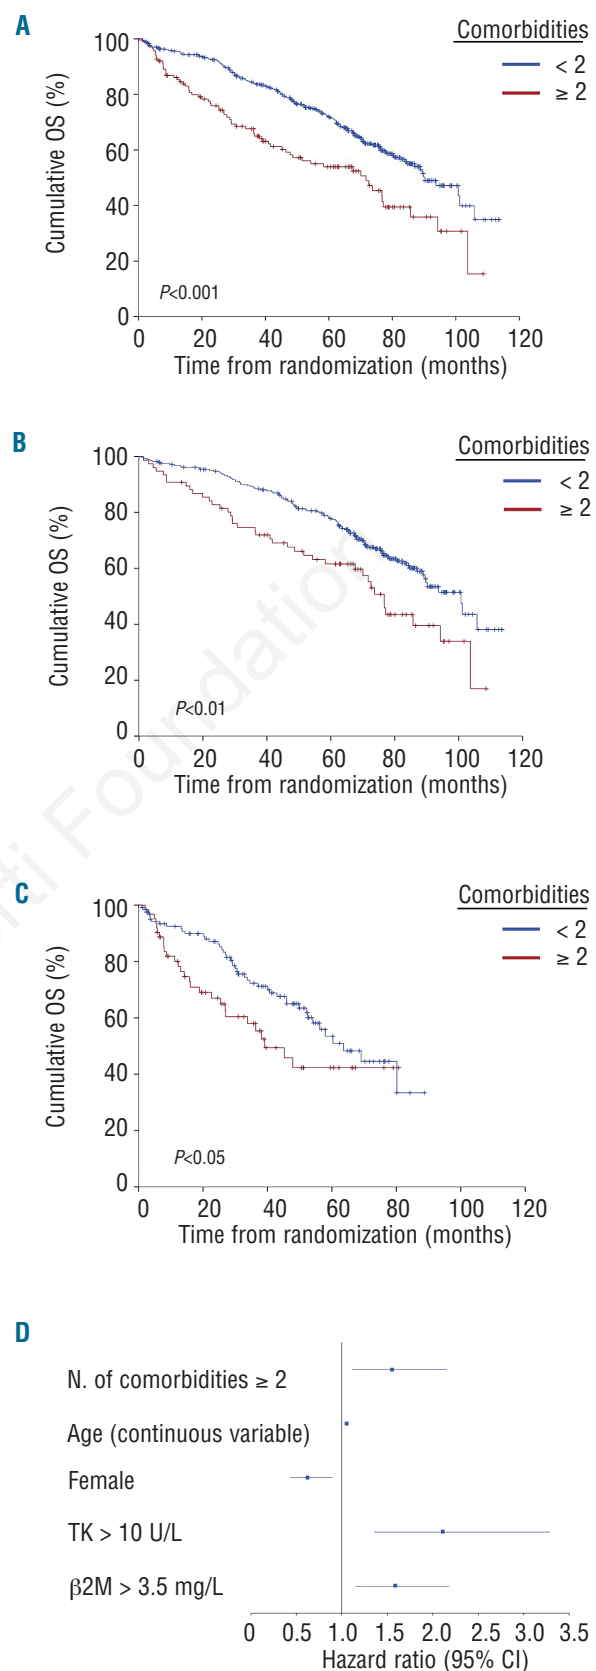 A
Comorbidities
< 2
≥ 2
Cumulative OS (%)
100
80
60
40
20
0
P<0.001
0 20 40 60 80 100 120
Time from randomization (months)
B
Comorbidities
< 2
≥ 2
Cumulative OS (%)
100
80
60
40
20
0
P<0.01
0 20 40 60 80 100 120
Time from randomization (months)
C
Comorbidities
< 2
≥ 2
Cumulative OS (%)
100
80
60
40
20
0
P<0.05
0 20 40 60 80 100 120
Time from randomization (months)
D
N. of comorbidities ≥ 2
Age (continuous variable)
Female
TK > 10 U/L
β2M > 3.5 mg/L
0 0.5 1.0 1.5 2.0 2.5 3.0 3.5
Hazard ratio (95% CI)
Foundation